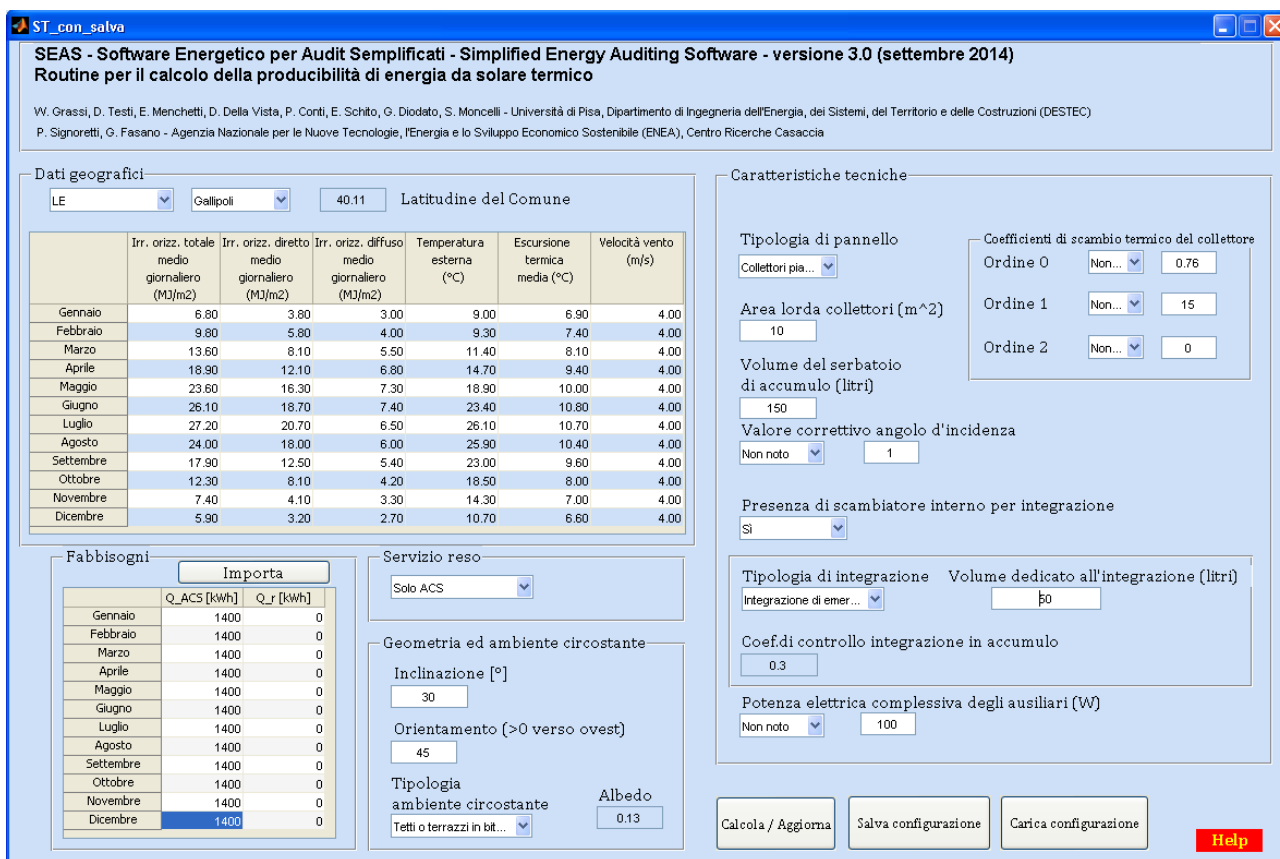 ST_con_salva
SEAS - Software Energetico per Audit Semplificati - Simplified Energy Auditing Software - versione 3.0 (settembre 2014)
Routine per il calcolo della producibilità di energia da solare termico
W. Grassi, D. Testi, E. Menchetti, D. Della Vista, P. Conti, E. Schito, G. Diodato, S. Moncelli - Università di Pisa, Dipartimento di Ingegneria dell'Energia, dei Sistemi, del Territorio e delle Costruzioni (DESTEC)
P. Signoretti, G. Fasano - Agenzia Nazionale per le Nuove Tecnologie, l'Energia e lo Sviluppo Economico Sostenibile (ENEA), Centro Ricerche Casaccia
Dati geografici
LE Gallipoli 40.11 Latitudine del Comune
Irr. orizz. totale medio giornaliero (MJ/m2) Irr. orizz. diretto medio giornaliero (MJ/m2) Irr. orizz. diffuso medio giornaliero (MJ/m2) Temperatura esterna (°C) Escursione termica media (°C) Velocità vento (m/s)
Gennaio 6.80 3.80 3.00 9.00 6.90 4.00
Febbraio 9.80 5.80 4.00 9.30 7.40 4.00
Marzo 13.60 8.10 5.50 11.40 8.10 4.00
Aprile 18.90 12.10 6.80 14.70 9.40 4.00
Maggio 23.60 16.30 7.30 18.90 10.00 4.00
Giugno 26.10 18.70 7.40 23.40 10.80 4.00
Luglio 27.20 20.70 6.50 26.10 10.70 4.00
Agosto 24.00 18.00 6.00 25.90 10.40 4.00
Settembre 17.90 12.50 5.40 23.00 9.60 4.00
Ottobre 12.30 8.10 4.20 18.50 8.00 4.00
Novembre 7.40 4.10 3.30 14.30 7.00 4.00
Dicembre 5.90 3.20 2.70 10.70 6.60 4.00
Fabbisogni
Importa
Q_ACS [kWh] Q_r [kWh]
Gennaio 1400 0
Febbraio 1400 0
Marzo 1400 0
Aprile 1400 0
Maggio 1400 0
Giugno 1400 0
Luglio 1400 0
Agosto 1400 0
Settembre 1400 0
Ottobre 1400 0
Novembre 1400 0
Dicembre 1400 0
Servizio reso
Solo ACS
Geometria ed ambiente circostante
Inclinazione [°]
30
Orientamento (>0 verso ovest)
45
Tipologia
ambiente circostante
Tetti o terrazzi in bit...
Albedo
0.13
Caratteristiche tecniche
Tipologia di pannello
Collettori pia...
Area lorda collettori (m^2)
10
Volume del serbatoio
di accumulo (litri)
150
Valore correttivo angolo d'incidenza
Non noto 1
Coefficienti di scambio termico del collettore
Ordine 0 Non... 0.76
Ordine 1 Non... 15
Ordine 2 Non... 0
Presenza di scambiatore interno per integrazione
Sì
Tipologia di integrazione Volume dedicato all'integrazione (litri)
Integrazione di emer... 50
Coef.di controllo integrazione in accumulo
0.3
Potenza elettrica complessiva degli ausiliari (W)
Non noto 100
Calcola / Aggiorna Salva configurazione Carica configurazione
Help